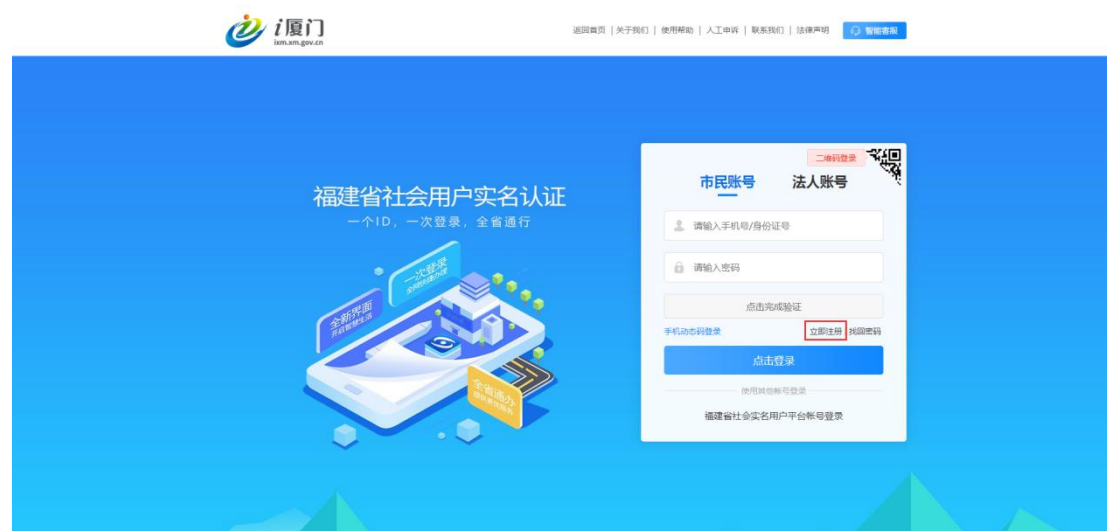 i厦门
ixm.xm.gov.cn
返回首页 | 关于我们 | 使用帮助 | 人工申诉 | 联系我们 | 法律声明
智能客服
二维码登录
市民账号 法人账号
福建省社会用户实名认证
一个ID，一次登录，全省通行
请输入手机号/身份证号
请输入密码
点击完成验证
手机动态码登录 立即注册 找回密码
点击登录
使用其他帐号登录
福建省社会实名用户平台帐号登录
一次登录
全新界面
开启智慧生活
全省通办